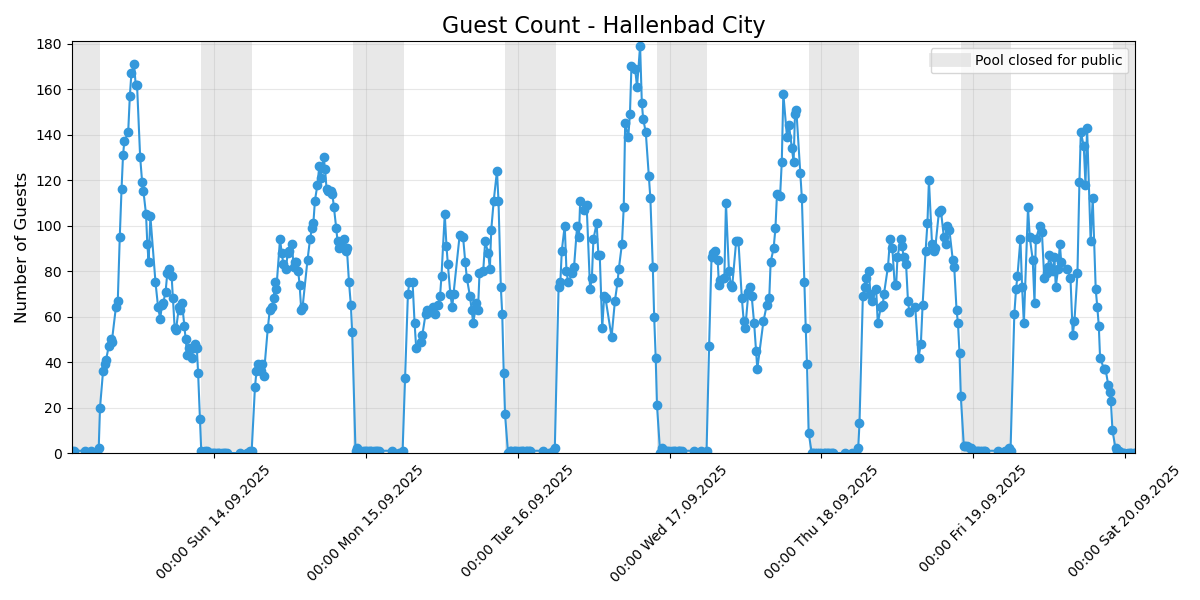 Guest Count - Hallenbad City
Pool closed for public
Number of Guests
180
160
140
120
100
80
60
40
20
0
00:00 Sun 14.09.2025
00:00 Mon 15.09.2025
00:00 Tue 16.09.2025
00:00 Wed 17.09.2025
00:00 Thu 18.09.2025
00:00 Fri 19.09.2025
00:00 Sat 20.09.2025